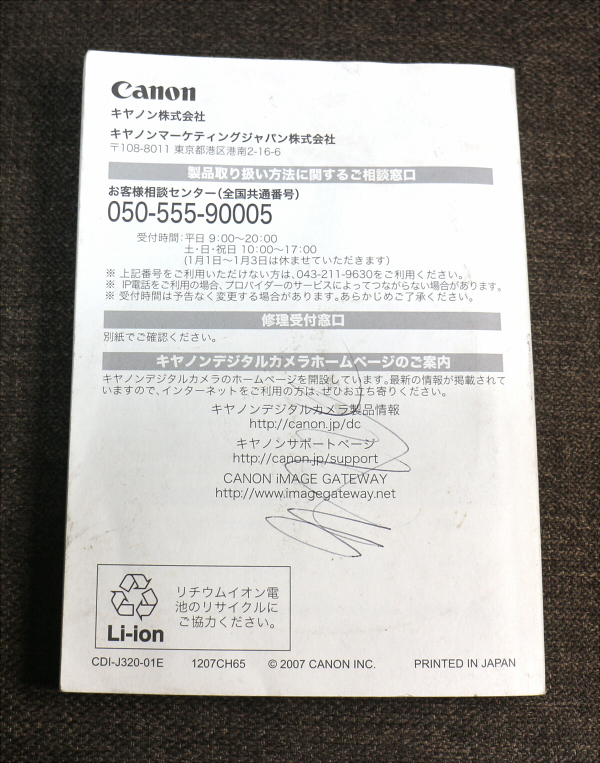 Canon
キヤノン株式会社
キヤノンマーケティングジャパン株式会社
〒108-8011 東京都港区港南2-16-6
製品取り扱い方法に関するご相談窓口
お客様相談センター（全国共通番号）
050-555-90005
受付時間：平日 9：00～20：00
土・日・祝日 10：00～17：00
（1月1日～1月3日は休ませていただきます）
※ 上記番号をご利用いただけない方は、043-211-9630をご利用ください。
※ IP電話をご利用の場合、プロバイダーのサービスによってつながらない場合があります。
※ 受付時間は予告なく変更する場合があります。あらかじめご了承ください。
修理受付窓口
別紙でご確認ください。
キヤノンデジタルカメラホームページのご案内
キヤノンデジタルカメラのホームページを開設しています。最新の情報が掲載されて
いますので、インターネットをご利用の方は、ぜひお立ち寄りください。
キヤノンデジタルカメラ製品情報
http://canon.jp/dc
キヤノンサポートページ
http://canon.jp/support
CANON iMAGE GATEWAY
http://www.imagegateway.net
リチウムイオン電
池のリサイクルに
ご協力ください。
Li-ion
CDI-J320-01E 1207CH65 © 2007 CANON INC. PRINTED IN JAPAN